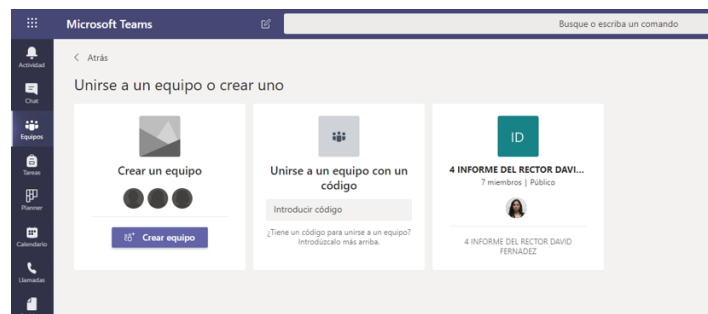 Microsoft Teams
Busque o escriba un comando
Actividad
Chat
Equipos
Tareas
Planner
Calendario
Llamadas
Atrás
Unirse a un equipo o crear uno
Crear un equipo
Crear equipo
Unirse a un equipo con un
código
Introducir código
¿Tiene un código para unirse a un equipo?
Introdúzcalo más arriba.
ID
4 INFORME DEL RECTOR DAVI...
7 miembros | Público
4 INFORME DEL RECTOR DAVID
FERNADEZ